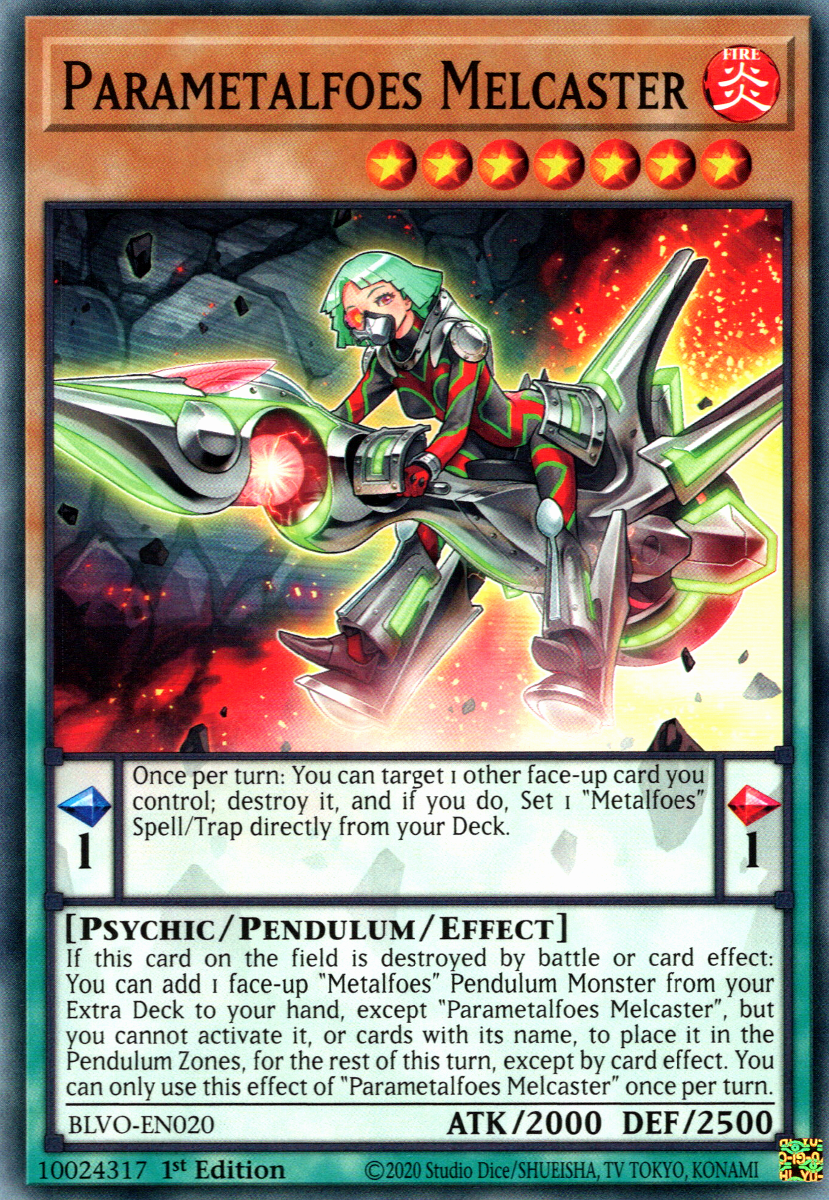 PARAMETALFOES MELCASTER
FIRE
炎
Once per turn: You can target 1 other face-up card you
control; destroy it, and if you do, Set 1 "Metalfoes"
Spell/Trap directly from your Deck.
1
1
[PSYCHIC/PENDULUM/EFFECT]
If this card on the field is destroyed by battle or card effect:
You can add 1 face-up "Metalfoes" Pendulum Monster from your
Extra Deck to your hand, except "Parametalfoes Melcaster", but
you cannot activate it, or cards with its name, to place it in the
Pendulum Zones, for the rest of this turn, except by card effect. You
can only use this effect of "Parametalfoes Melcaster" once per turn.
BLVO-EN020
ATK/2000 DEF/2500
10024317 1st Edition
©2020 Studio Dice/SHUEISHA, TV TOKYO, KONAMI